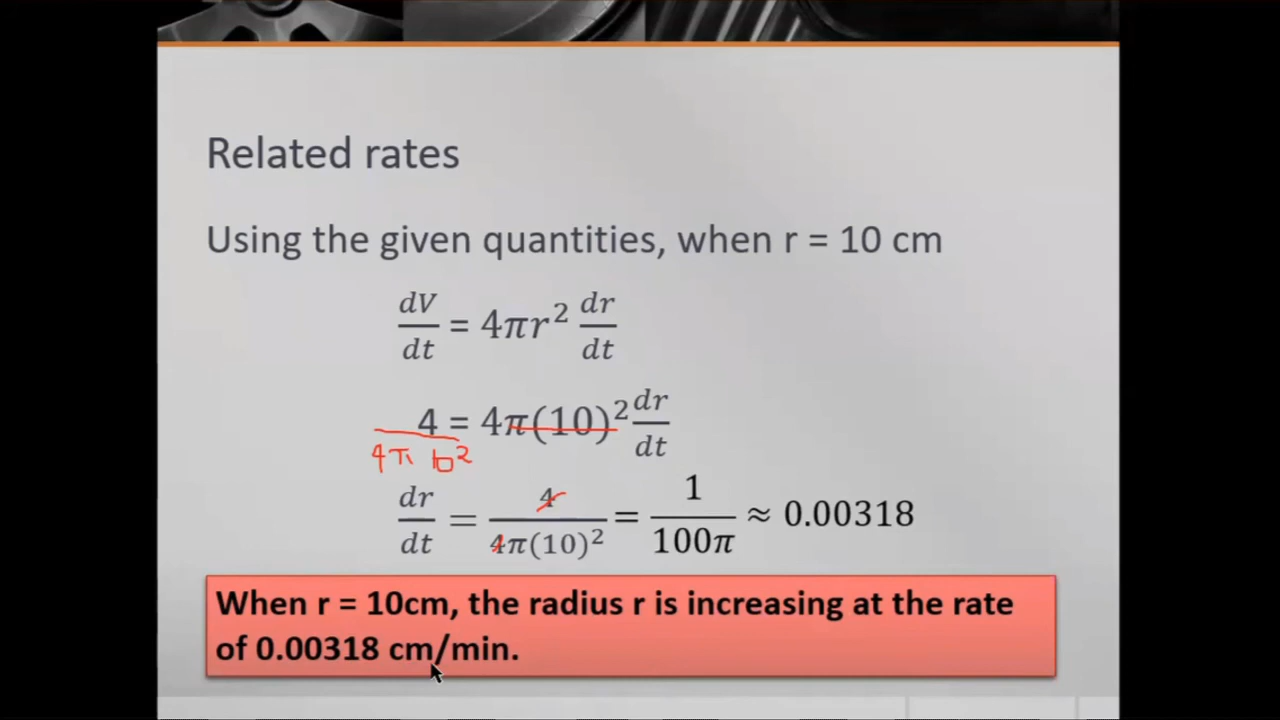 Related rates
Using the given quantities, when r = 10 cm
dV/dt = 4πr² dr/dt
4 = 4π(10)² dr/dt
4π 10²
dr/dt = 4/4π(10)² = 1/100π ≈ 0.00318
When r = 10cm, the radius r is increasing at the rate
of 0.00318 cm/min.